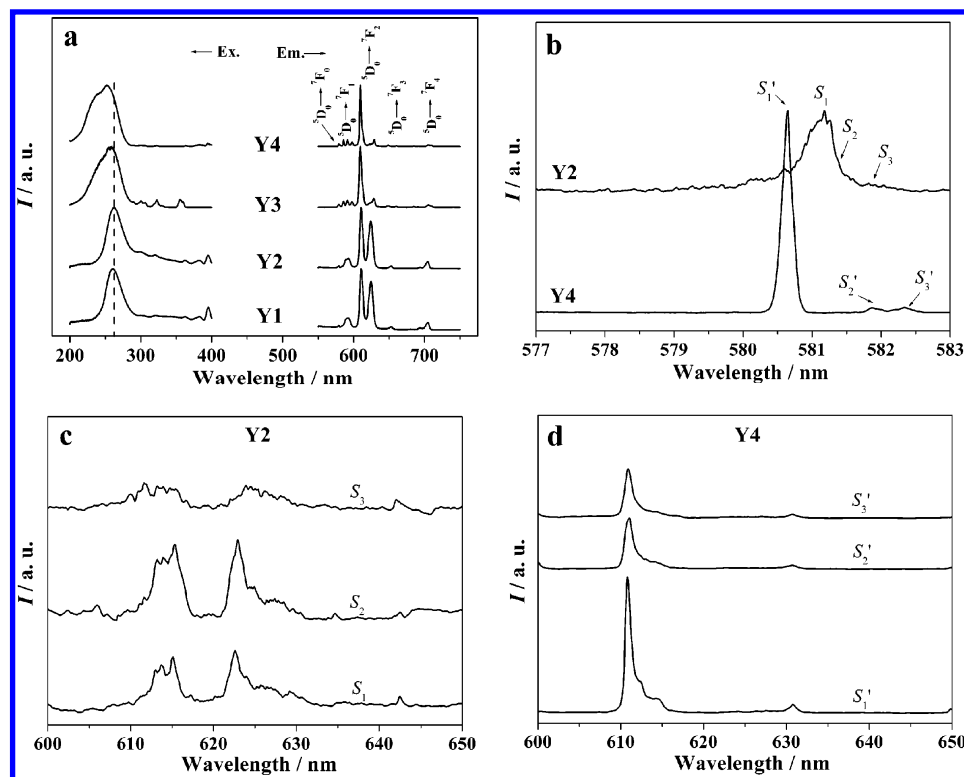 a
b
← Ex.
Em. →
⁵D₀ → ⁷F₀
⁵D₀ → ⁷F₁
⁵D₀ → ⁷F₂
⁵D₀ → ⁷F₃
⁵D₀ → ⁷F₄
Y4
Y3
Y2
Y1
I / a. u.
200 300 400 500 600 700
Wavelength / nm
S₁'
S₁
S₂
S₃
Y2
Y4
S₂'
S₃'
I / a. u.
577 578 579 580 581 582 583
Wavelength / nm
c
Y2
S₃
S₂
S₁
I / a. u.
600 610 620 630 640 650
Wavelength / nm
d
Y4
S₃'
S₂'
S₁'
I / a. u.
600 610 620 630 640 650
Wavelength / nm